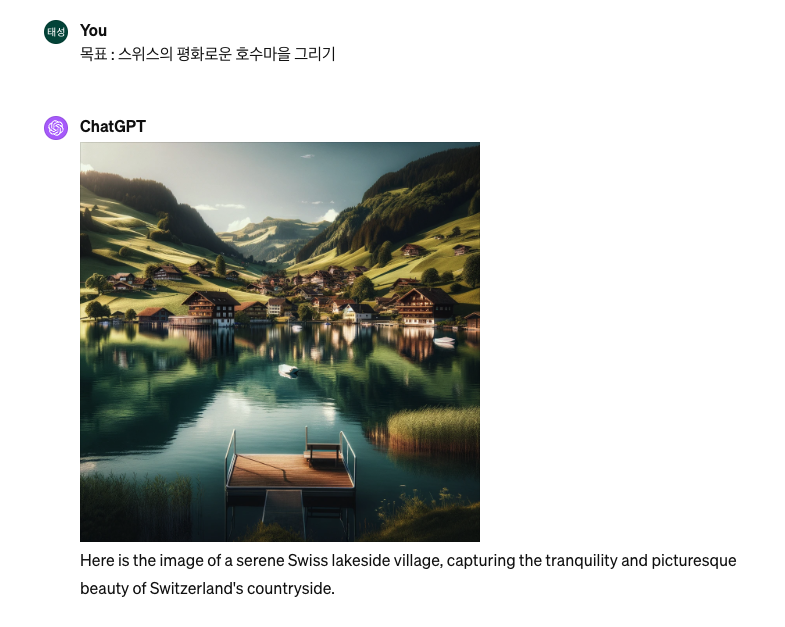 태성
You
목표 : 스위스의 평화로운 호수마을 그리기
ChatGPT
Here is the image of a serene Swiss lakeside village, capturing the tranquility and picturesque
beauty of Switzerland's countryside.